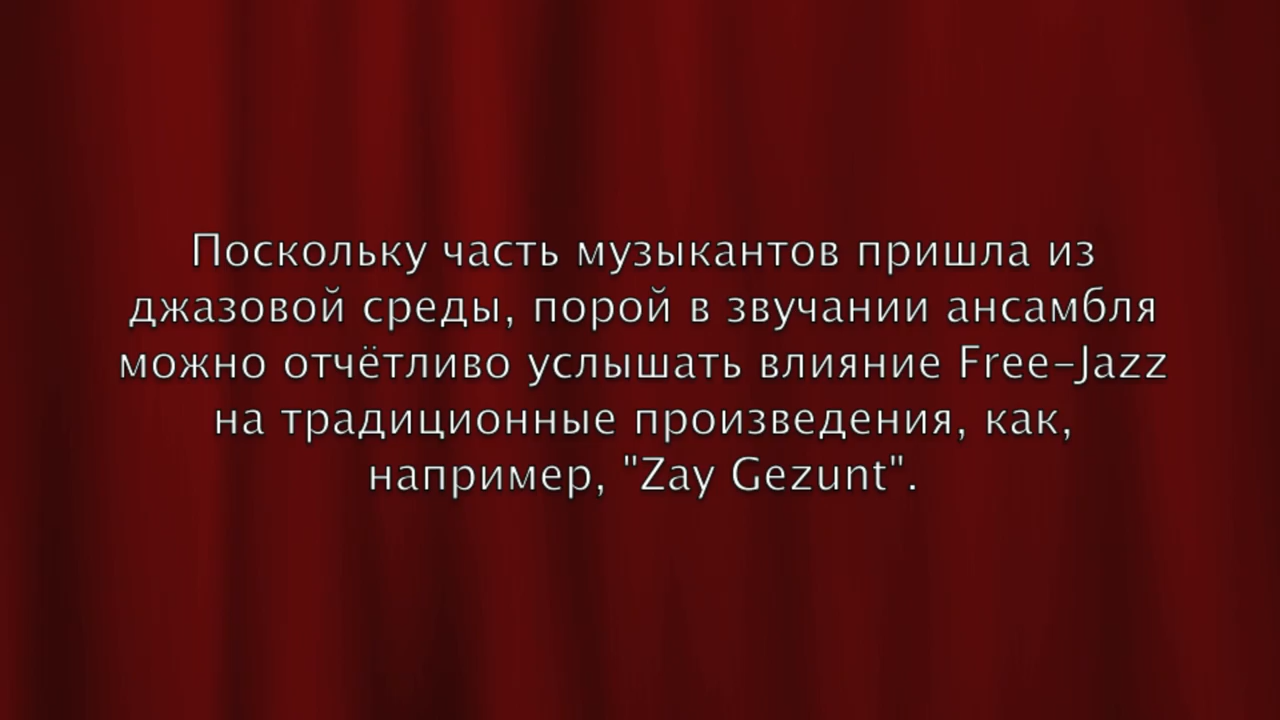 Поскольку часть музыкантов пришла из
джазовой среды, порой в звучании ансамбля
можно отчётливо услышать влияние Free-Jazz
на традиционные произведения, как,
например, "Zay Gezunt".